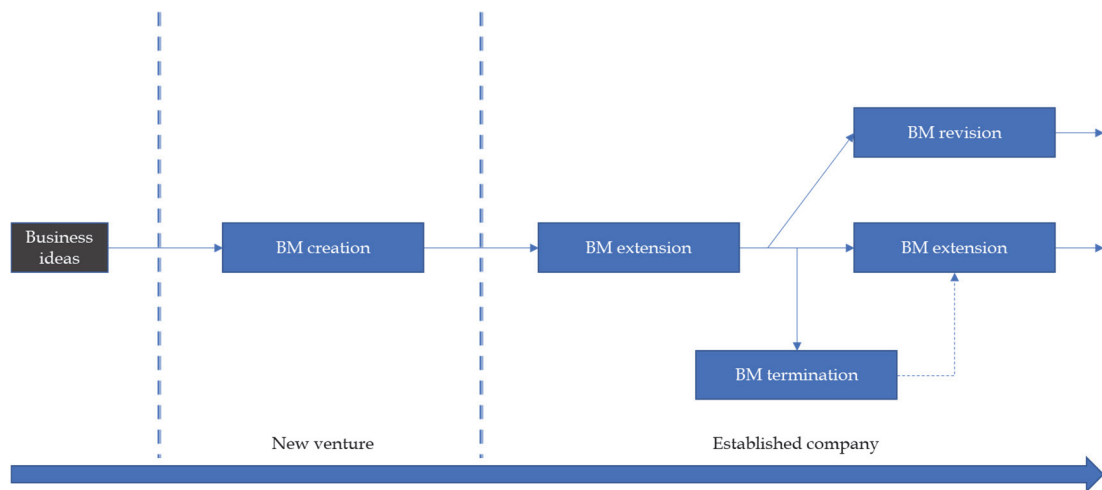 BM revision
Business
ideas
BM creation
BM extension
BM extension
BM termination
New venture
Established company